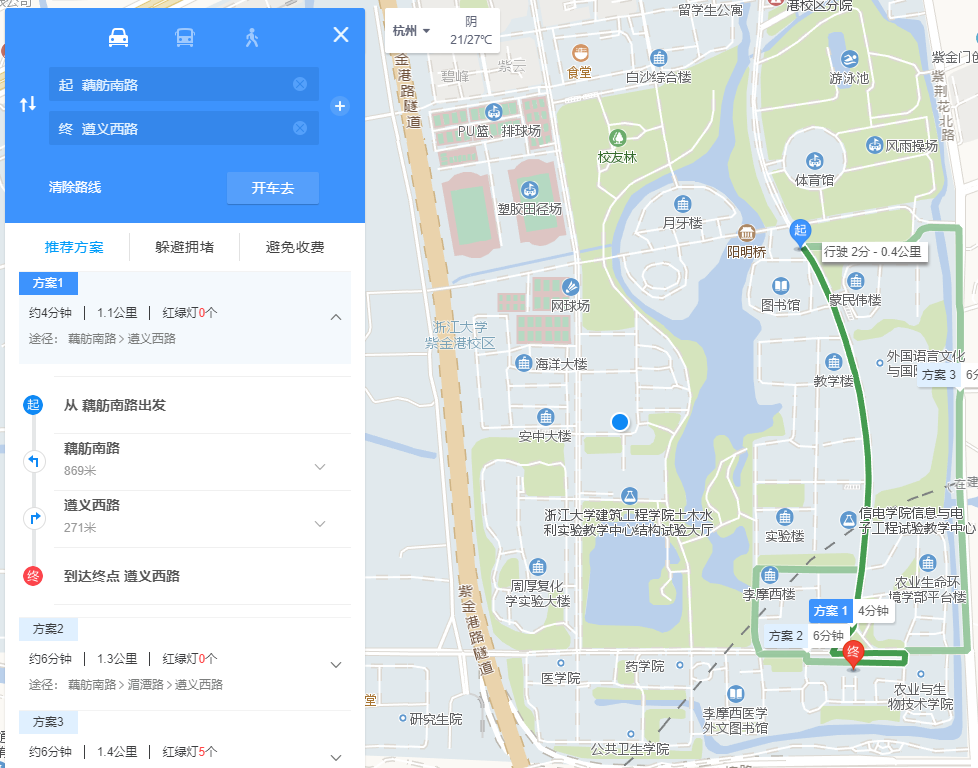 起 藕舫南路
终 遵义西路
清除路线
开车去
推荐方案
躲避拥堵
避免收费
方案1
约4分钟 | 1.1公里 | 红绿灯0个
途径： 藕舫南路 > 遵义西路
起 从 藕舫南路出发
藕舫南路
869米
遵义西路
271米
终 到达终点 遵义西路
方案2
约6分钟 | 1.3公里 | 红绿灯0个
途径： 藕舫南路 > 湄潭路 > 遵义西路
方案3
约6分钟 | 1.4公里 | 红绿灯5个
杭州
阴
21/27℃
留学生公寓
港校区分院
紫金港路隧道
碧峰
紫云
食堂
白沙综合楼
游泳池
紫金门
紫荆花北路
PU篮、排球场
校友林
风雨操场
体育馆
塑胶田径场
月牙楼
阳明桥
起
行驶 2分 - 0.4公里
网球场
图书馆
蒙民伟楼
浙江大学
紫金港校区
海洋大楼
教学楼
外国语言文化
与国
方案 3 6
安中大楼
在建
浙江大学建筑工程学院土木水
利实验教学中心结构试验大厅
实验楼
信电学院信息与电
子工程试验教学中心
周厚复化
学实验大楼
李摩西楼
农业生命环
境学部平台楼
紫金港路隧道
方案 1 4分钟
方案 2 6分钟
终
医学院
药学院
农业与生
物技术学院
堂
研究生院
李摩西医学
外文图书馆
公共卫生学院